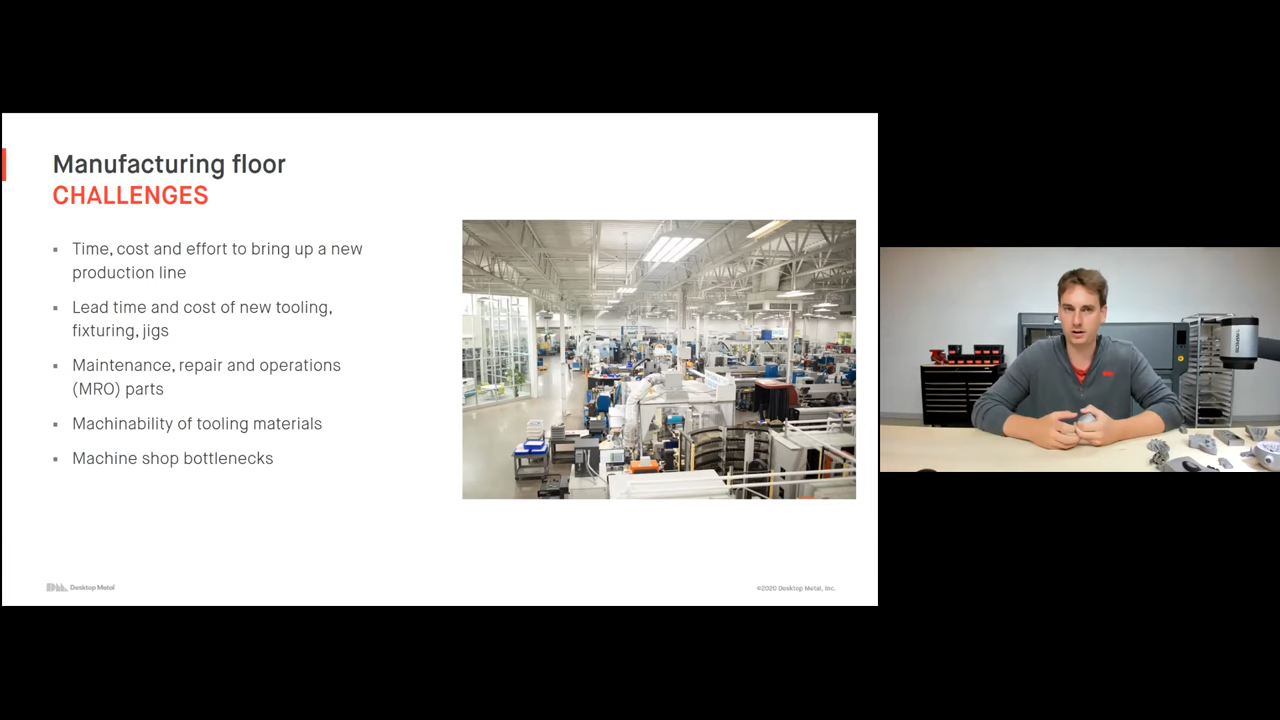 Manufacturing floor
CHALLENGES
▪ Time, cost and effort to bring up a new
production line
▪ Lead time and cost of new tooling,
fixturing, jigs
▪ Maintenance, repair and operations
(MRO) parts
▪ Machinability of tooling materials
▪ Machine shop bottlenecks
Desktop Metal
©2020 Desktop Metal, Inc.